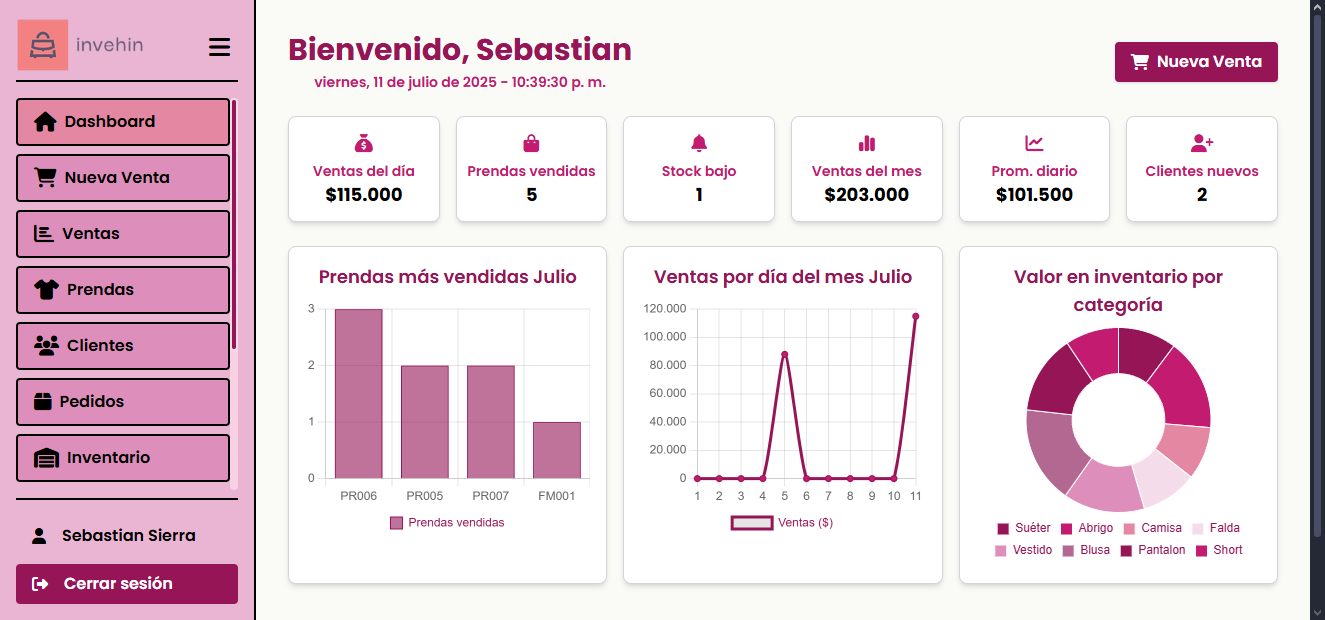 invehin
Dashboard
Nueva Venta
Ventas
Prendas
Clientes
Pedidos
Inventario
Sebastian Sierra
Cerrar sesión
Bienvenido, Sebastian
viernes, 11 de julio de 2025 - 10:39:30 p. m.
Nueva Venta
Ventas del día
$115.000
Prendas vendidas
5
Stock bajo
1
Ventas del mes
$203.000
Prom. diario
$101.500
Clientes nuevos
2
Prendas más vendidas Julio
3
2
1
0
PR006 PR005 PR007 FM001
Prendas vendidas
Ventas por día del mes Julio
120.000
100.000
80.000
60.000
40.000
20.000
0
1 2 3 4 5 6 7 8 9 10 11
Ventas ($)
Valor en inventario por
categoría
Suéter Abrigo Camisa Falda
Vestido Blusa Pantalon Short